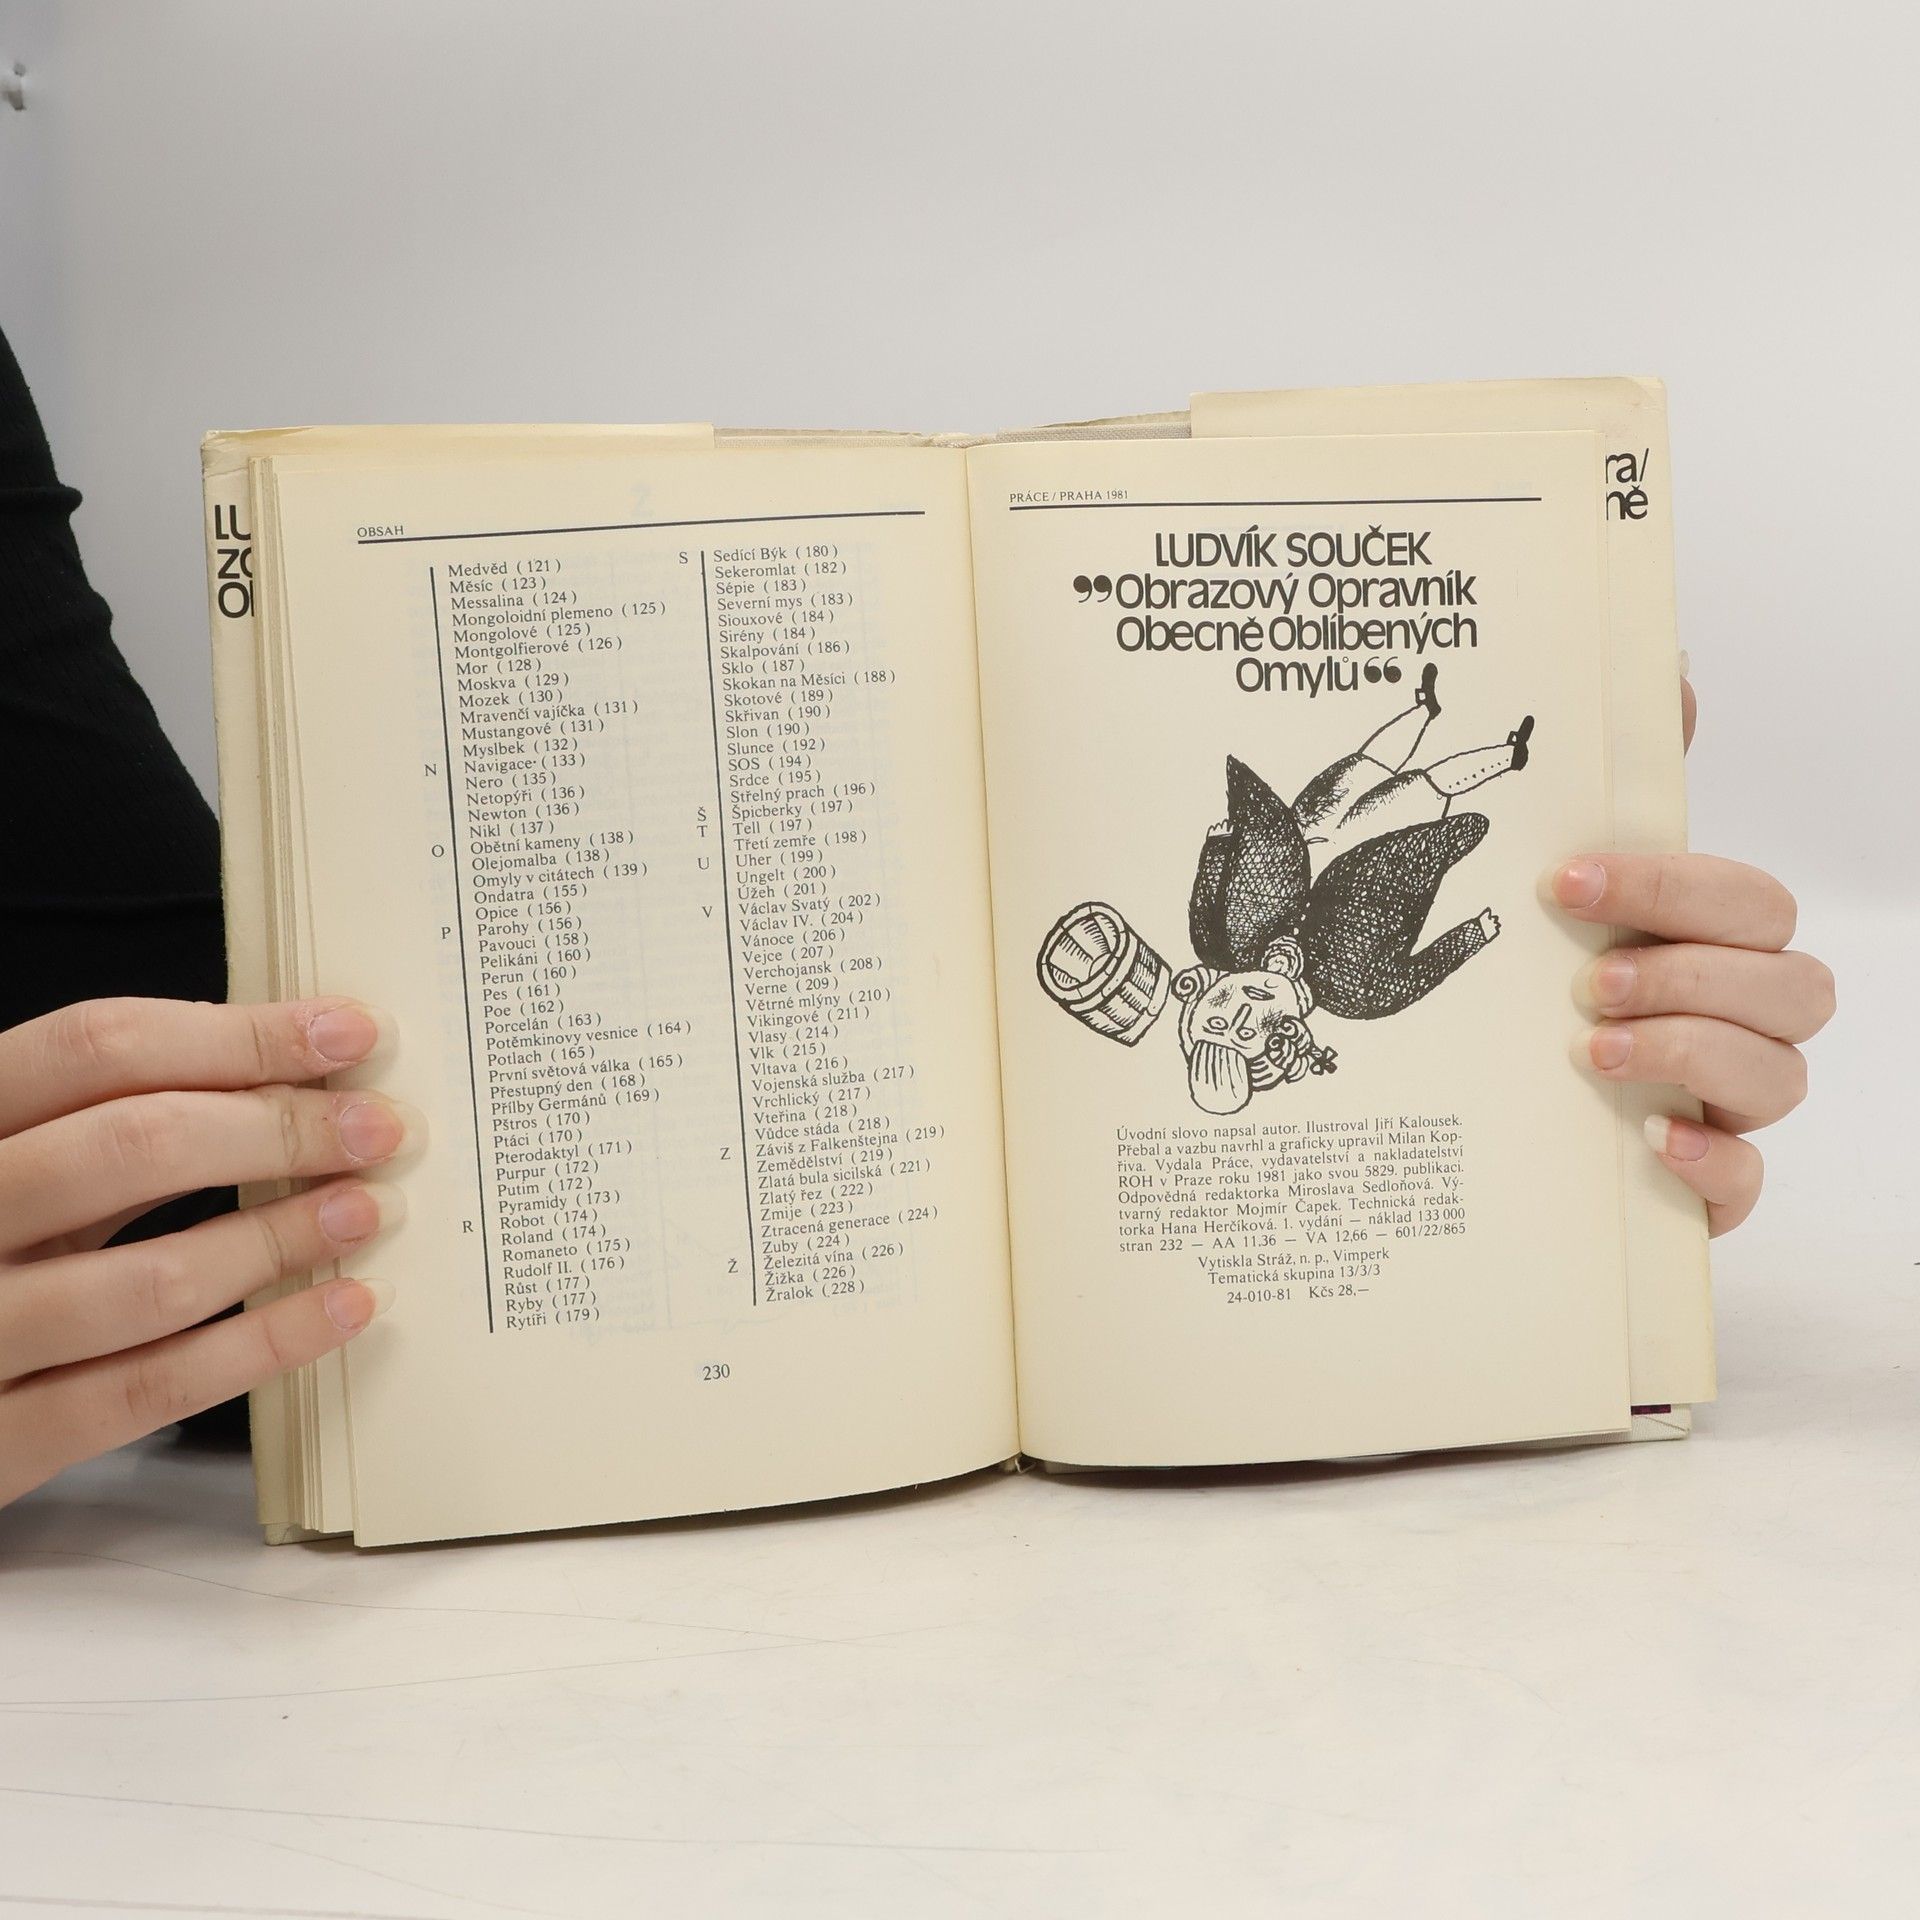 OBSAH
Medvěd (121)
Měsíc (123)
Messalina (124)
Mongoloidní plemeno (125)
Mongolové (125)
Montgolfierové (126)
Mor (128)
Moskva (129)
Mozek (130)
Mravenčí vajíčka (131)
Mustangové (131)
Myslbek (132)
N Navigace (133)
Nero (135)
Netopýři (136)
Newton (136)
Nikl (137)
O Obětní kameny (138)
Olejomalba (138)
Omyly v citátech (139)
Ondatra (155)
Opice (156)
P Parohy (156)
Pavouci (158)
Pelikáni (160)
Perun (160)
Pes (161)
Poe (162)
Porcelán (163)
Potěmkinovy vesnice (164)
Potlach (165)
První světová válka (165)
Přestupný den (168)
Přílby Germánů (169)
Pštros (170)
Ptáci (170)
Pterodaktyl (171)
Purpur (172)
Putim (172)
Pyramidy (173)
R Robot (174)
Roland (174)
Romaneto (175)
Rudolf II. (176)
Růst (177)
Ryby (177)
Rytíři (179)
S Sedící Býk (180)
Sekeromlat (182)
Sépie (183)
Severní mys (183)
Siouxové (184)
Sirény (184)
Skalpování (186)
Sklo (187)
Skokan na Měsíci (188)
Skotové (189)
Skřivan (190)
Slon (190)
Slunce (192)
SOS (194)
Srdce (195)
Střelný prach (196)
Š Špicberky (197)
T Tell (197)
Třetí zemře (198)
U Uher (199)
Ungelt (200)
Úžeh (201)
V Václav Svatý (202)
Václav IV. (204)
Vánoce (206)
Vejce (207)
Verchojansk (208)
Verne (209)
Větrné mlýny (210)
Vikingové (211)
Vlasy (214)
Vlk (215)
Vltava (216)
Vojenská služba (217)
Vrchlický (217)
Vteřina (218)
Vůdce stáda (218)
Z Záviš z Falkenštejna (219)
Zemědělství (219)
Zlatá bula sicilská (221)
Zlatý řez (222)
Zmije (223)
Ztracená generace (224)
Zuby (224)
Ž Železitá vína (226)
Žižka (226)
Žralok (228)
230
PRÁCE / PRAHA 1981
LUDVÍK SOUČEK
”Obrazový Opravník
Obecně Oblíbených
Omylů“
Úvodní slovo napsal autor. Ilustroval Jiří Kalousek.
Přebal a vazbu navrhl a graficky upravil Milan Kop-
řiva. Vydala Práce, vydavatelství a nakladatelství
ROH v Praze roku 1981 jako svou 5829. publikaci.
Odpovědná redaktorka Miroslava Sedloňová. Vý-
tvarný redaktor Mojmír Čapek. Technická redak-
torka Hana Herčíková. 1. vydání — náklad 133 000
stran 232 — AA 11,36 — VA 12,66 — 601/22/865
Vytiskla Stráž, n. p., Vimperk
Tematická skupina 13/3/3
24-010-81 Kčs 28,—